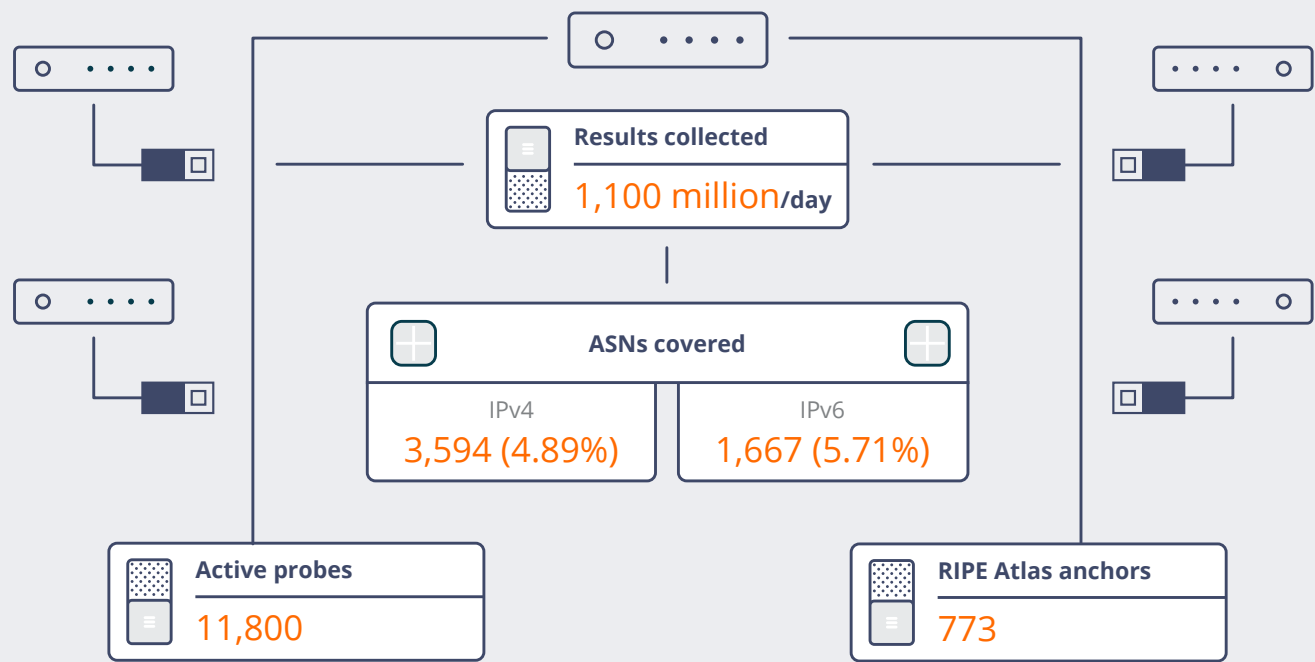 Results collected
1,100 million/day
ASNs covered
IPv4
3,594 (4.89%)
IPv6
1,667 (5.71%)
Active probes
11,800
RIPE Atlas anchors
773